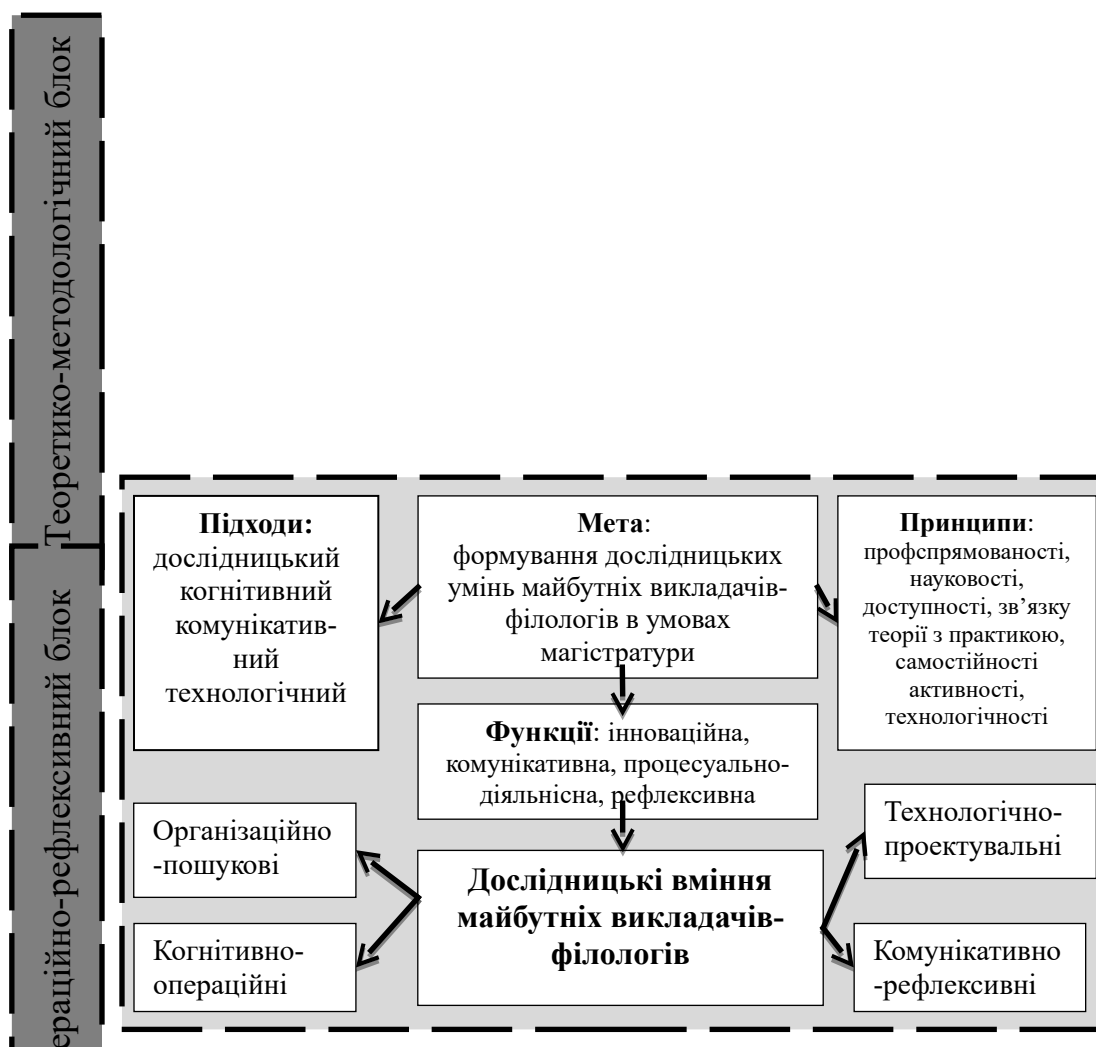 Теоретико-методологічний блок
ераційно-рефлексивний блок
Підходи:
дослідницький
когнітивний
комунікатив-
ний
технологічний
Мета:
формування дослідницьких
умінь майбутніх викладачів-
філологів в умовах
магістратури
Принципи:
профспрямованості,
науковості,
доступності, зв’язку
теорії з практикою,
самостійності
активності,
технологічності
Функції: інноваційна,
комунікативна, процесуально-
діяльнісна, рефлексивна
Організаційно
-пошукові
Технологічно-
проектувальні
Дослідницькі вміння
майбутніх викладачів-
філологів
Когнітивно-
операційні
Комунікативно
-рефлексивні